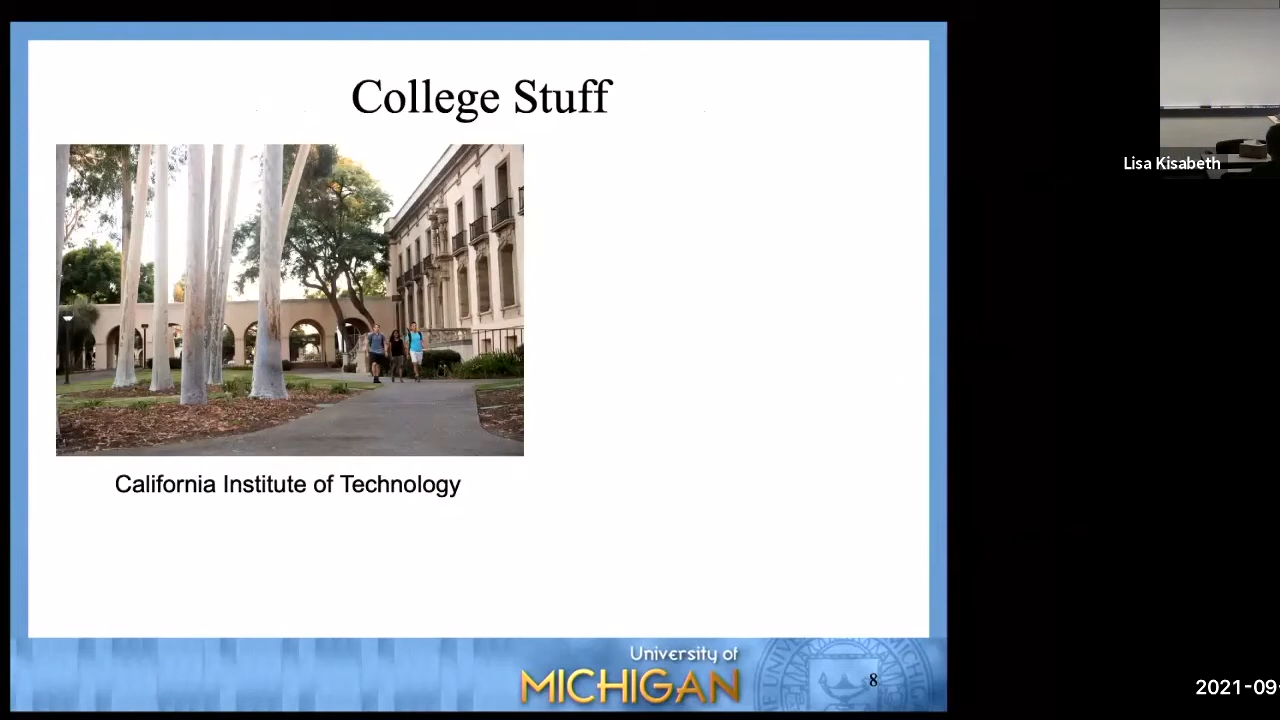 College Stuff
Lisa Kisabeth
California Institute of Technology
University of
MICHIGAN
8
2021-09-